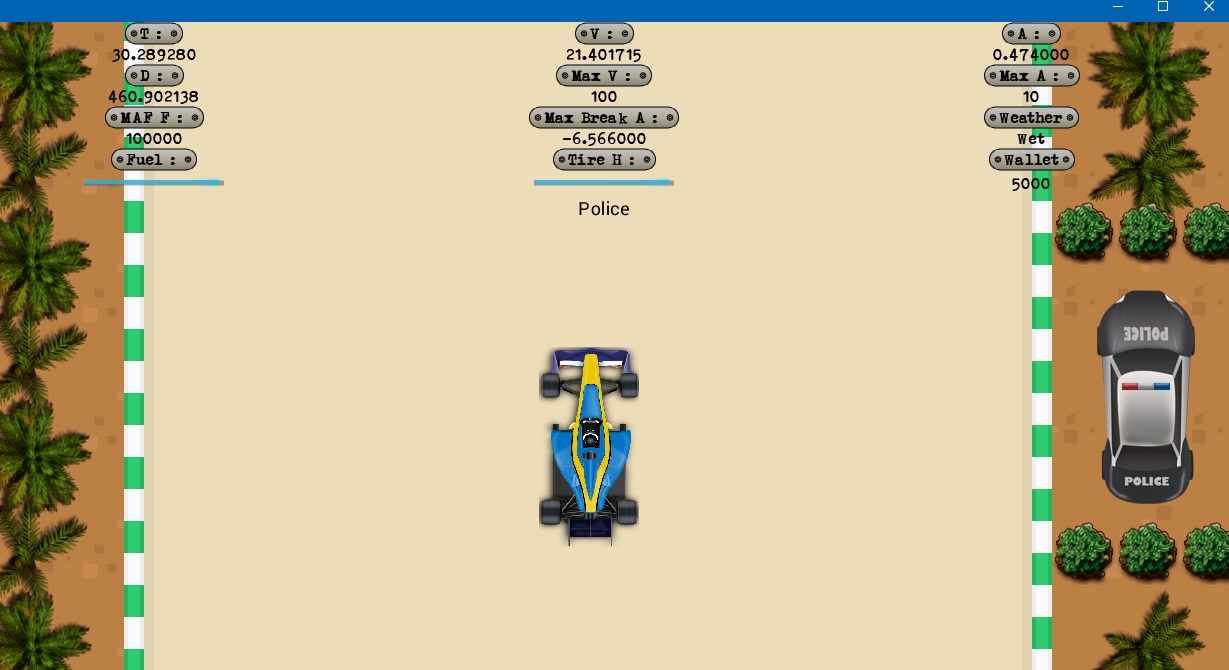 T :
V :
A :
30.289280
21.401715
0.474000
D :
Max V :
Max A :
460.902138
100
10
MAF F :
Max Break A :
Weather
100000
-6.566000
Wet
Fuel :
Tire H :
Wallet
5000
Police
POLICE
POLICE